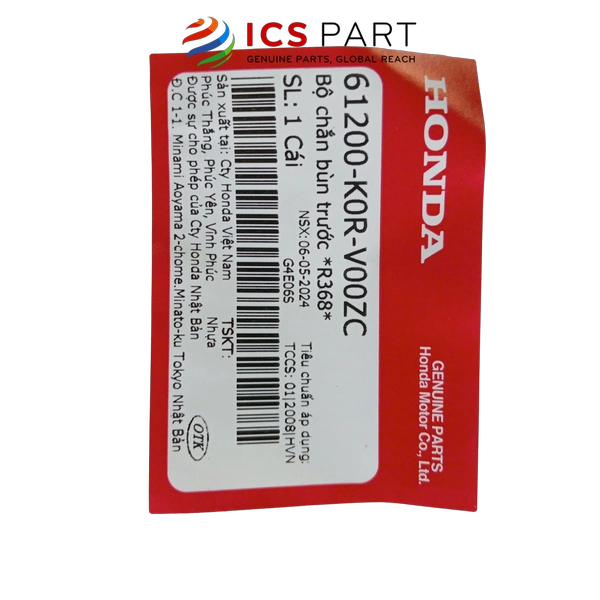 ICS PART
GENUINE PARTS, GLOBAL REACH
HONDA
GENUINE PARTS
Honda Motor Co., Ltd.
61200-K0R-V00ZC
Bộ chắn bùn trước *R368*
SL: 1 Cái
NSX: 06-05-2024
G4E06S
Tiêu chuẩn áp dụng:
TCCS: 01|2008|HVN
TSKT:
Nhựa
Sản xuất tại: Cty Honda Việt Nam
Phúc Thắng, Phúc Yên, Vĩnh Phúc
Được sự cho phép của Cty Honda Nhật Bản
Đ.C 1-1. Minami Aoyama 2-chome.Minato-ku Tokyo Nhật Bản
OTK